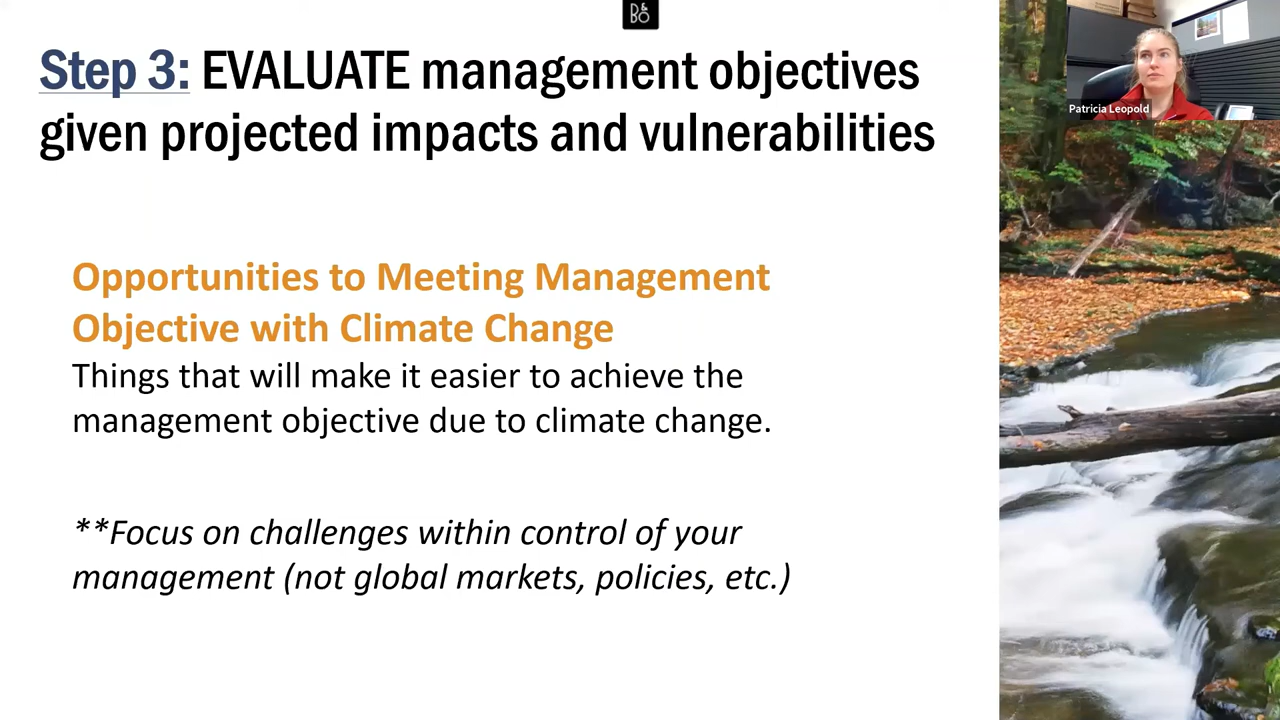 B&O
Step 3: EVALUATE management objectives
given projected impacts and vulnerabilities
Patricia Leopold
Opportunities to Meeting Management
Objective with Climate Change
Things that will make it easier to achieve the
management objective due to climate change.
**Focus on challenges within control of your
management (not global markets, policies, etc.)